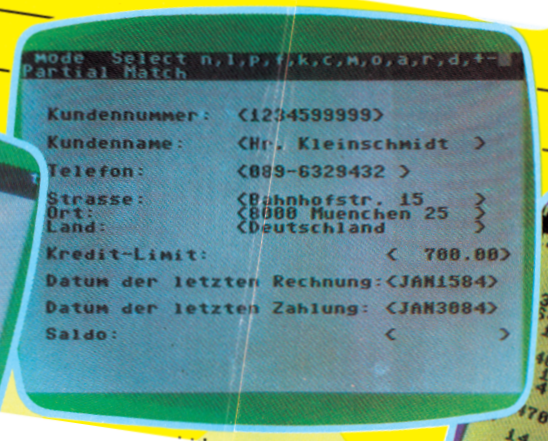 mode Select n,l,p,f,k,c,m,o,a,r,d,+-
Partial Match
Kundennummer: <1234599999>
Kundenname: <Hr. Kleinschmidt >
Telefon: <089-6329432 >
Strasse: <Bahnhofstr. 15 >
Ort: <8000 Muenchen 25 >
Land: <Deutschland >
Kredit-Limit: < 700.00>
Datum der letzten Rechnung:<JAN1584>
Datum der letzten Zahlung: <JAN3084>
Saldo: < >